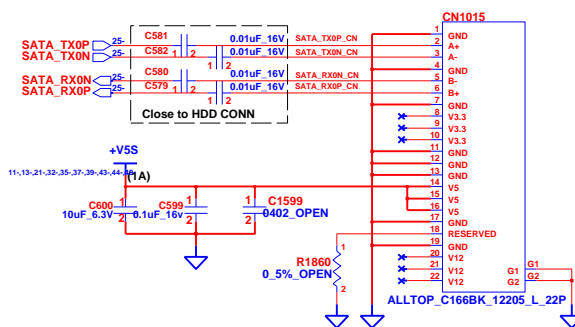 CN1015
C581
SATA_TX0P 25- 1 2 0.01uF_16V SATA_TX0P_CN 2 A+
SATA_TX0N 25- C582 1 2 0.01uF_16V SATA_TX0N_CN 3 A-
1 GND
4 GND
SATA_RX0N 25- C580 1 2 0.01uF_16V SATA_RX0N_CN 5 B-
SATA_RX0P 25- C579 1 2 0.01uF_16V SATA_RX0P_CN 6 B+
7 GND
Close to HDD CONN
8 V3.3
9 V3.3
10 V3.3
11 GND
12 GND
13 GND
+V5S
(1A)
14 V5
15 V5
16 V5
17 GND
18 RESERVED
19 GND
20 V12
21 V12
22 V12
C600 1 2
10uF_6.3V
C599 1 2
0.1uF_16v
C1599 1 2
0402_OPEN
R1860 1 2
0_5%_OPEN
G1 G1
G2 G2
ALLTOP_C166BK_12205_L_22P